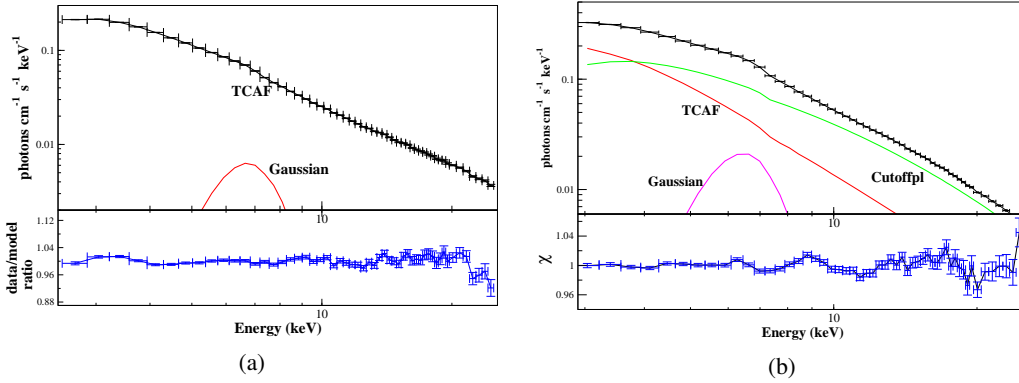 0.1
0.01
photons cm⁻¹ s⁻¹ keV⁻¹
TCAF
Gaussian
1.12
1.04
0.96
0.88
data/model
ratio
10
Energy (keV)
(a)
1
0.1
0.01
photons cm⁻¹ s⁻¹ keV⁻¹
TCAF
Gaussian
Cutoffpl
1.04
1
0.96
χ
10
Energy (keV)
(b)